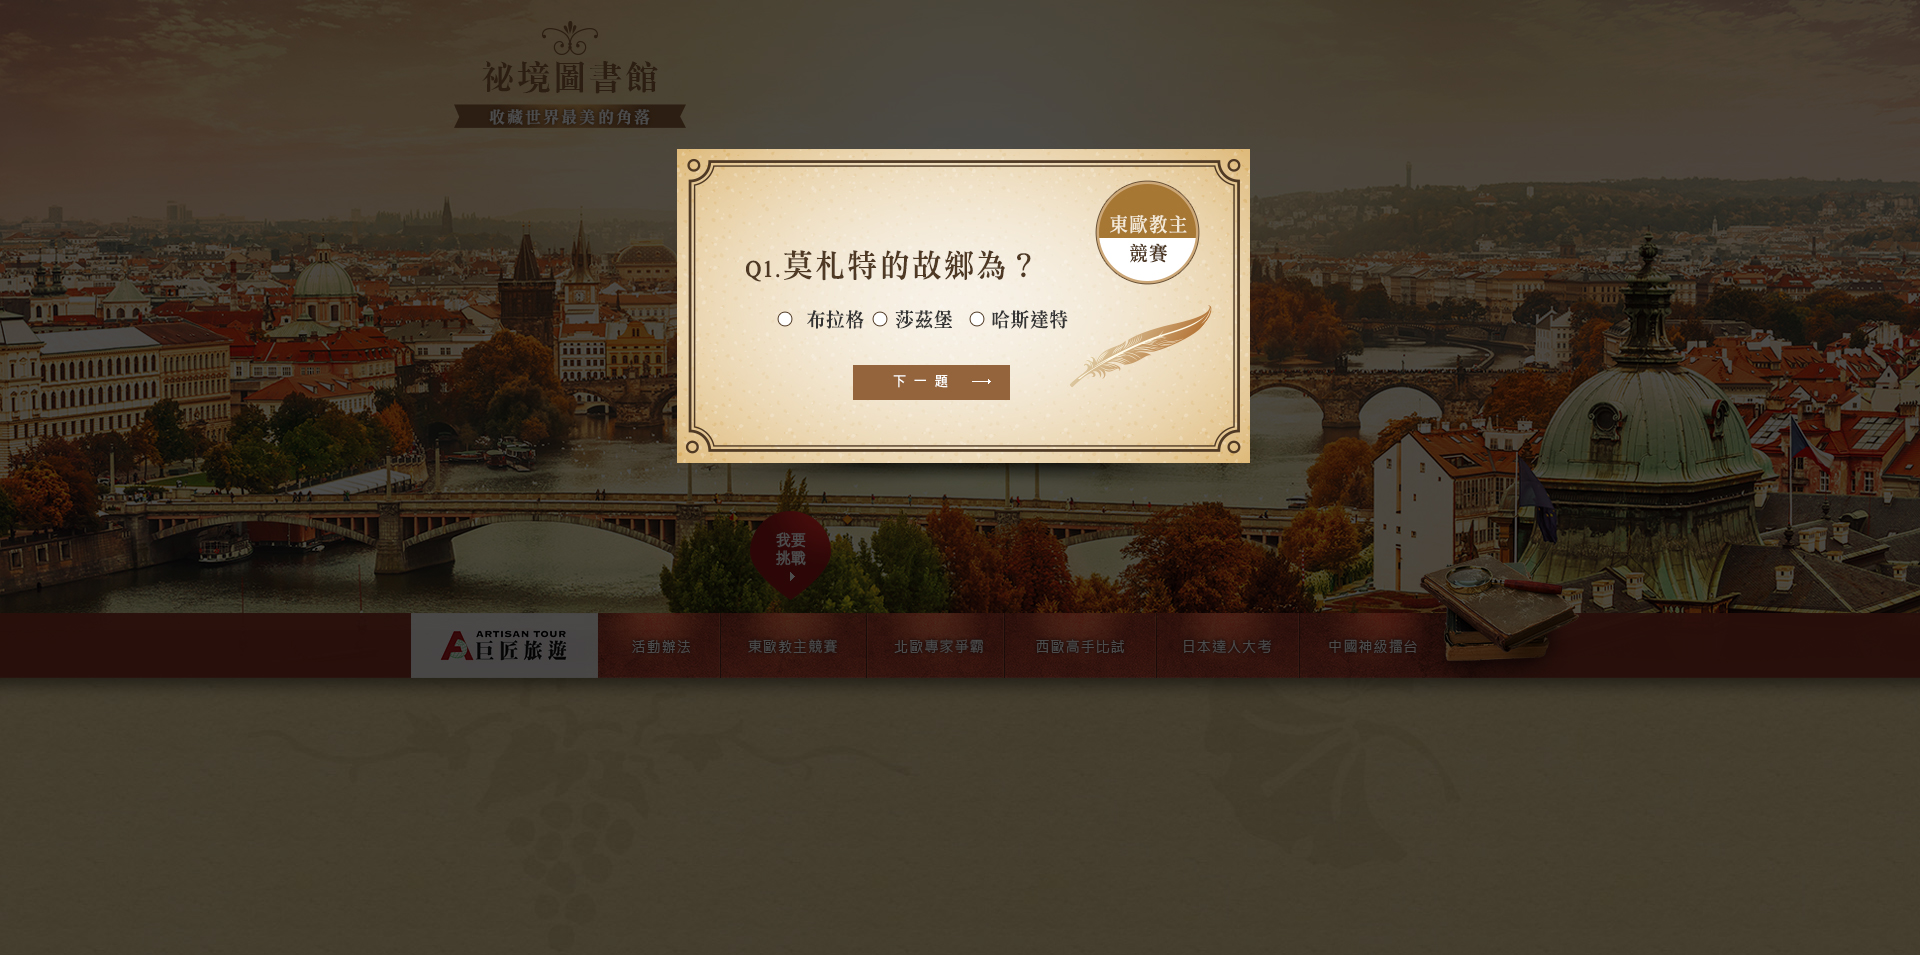 祕境圖書館
收藏世界最美的角落
東歐教主
競賽
Q1.莫札特的故鄉為？
布拉格 莎茲堡 哈斯達特
下一題
我要
挑戰
ARTISAN TOUR
巨匠旅遊
活動辦法 東歐教主競賽 北歐專家爭霸 西歐高手比試 日本達人大考 中國神級擂台